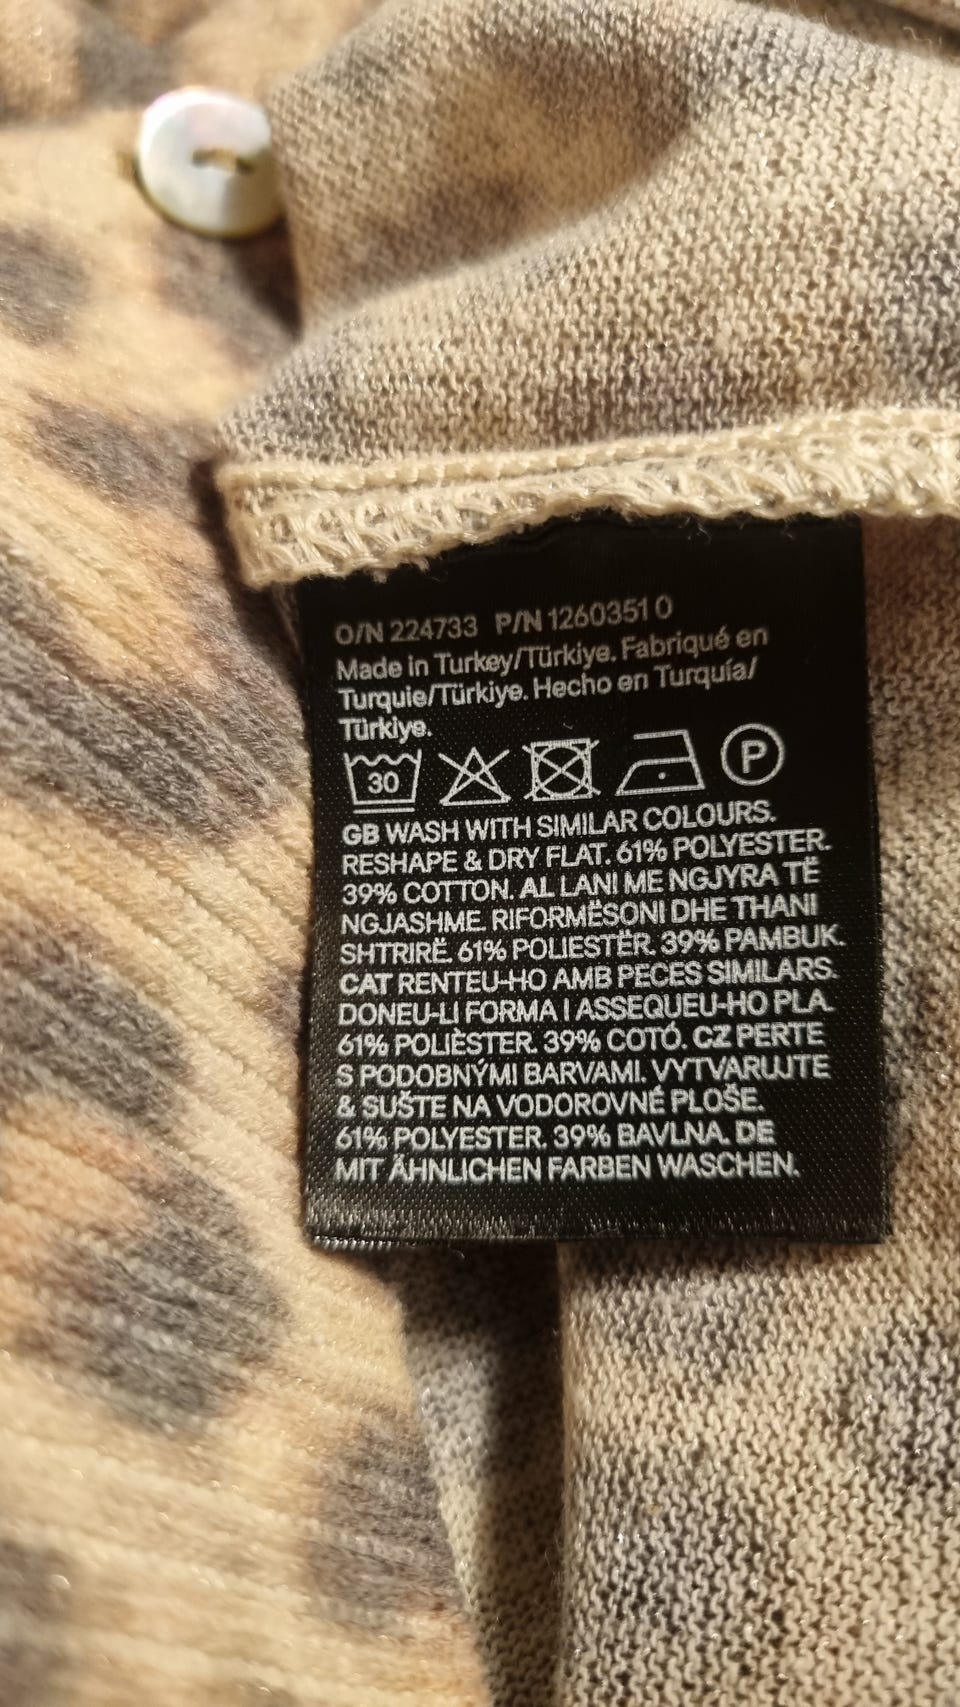 O/N 224733 P/N 1260351 0
Made in Turkey/Türkiye. Fabriqué en
Turquie/Türkiye. Hecho en Turquía/
Türkiye.
30 P
GB WASH WITH SIMILAR COLOURS.
RESHAPE & DRY FLAT. 61% POLYESTER.
39% COTTON. AL LANI ME NGJYRA TË
NGJASHME. RIFORMËSONI DHE THANI
SHTRIRË. 61% POLIESTËR. 39% PAMBUK.
CAT RENTEU-HO AMB PECES SIMILARS.
DONEU-LI FORMA I ASSEQUEU-HO PLA.
61% POLIÈSTER. 39% COTÓ. CZ PERTE
S PODOBNÝMI BARVAMI. VYTVARUJTE
& SUŠTE NA VODOROVNÉ PLOŠE.
61% POLYESTER. 39% BAVLNA. DE
MIT ÄHNLICHEN FARBEN WASCHEN.